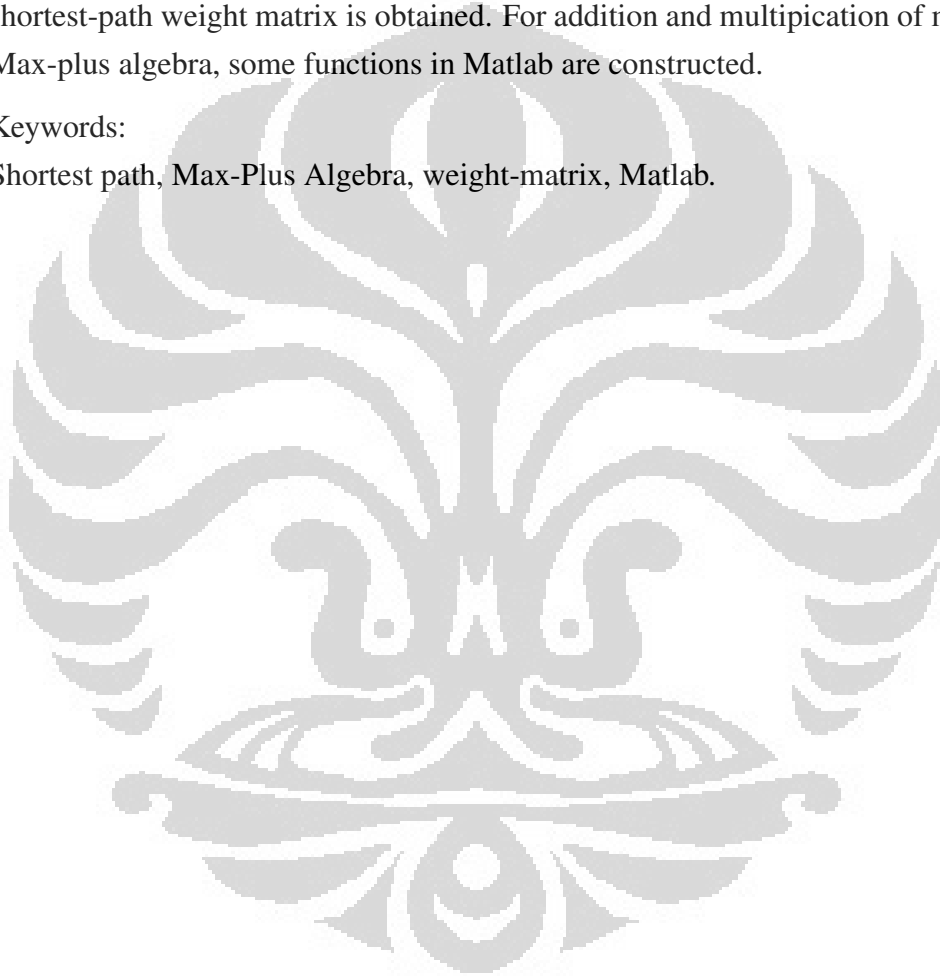 shortest-path weight matrix is obtained. For addition and multipication of
Max-plus algebra, some functions in Matlab are constructed.
Keywords:
Shortest path, Max-Plus Algebra, weight-matrix, Matlab.